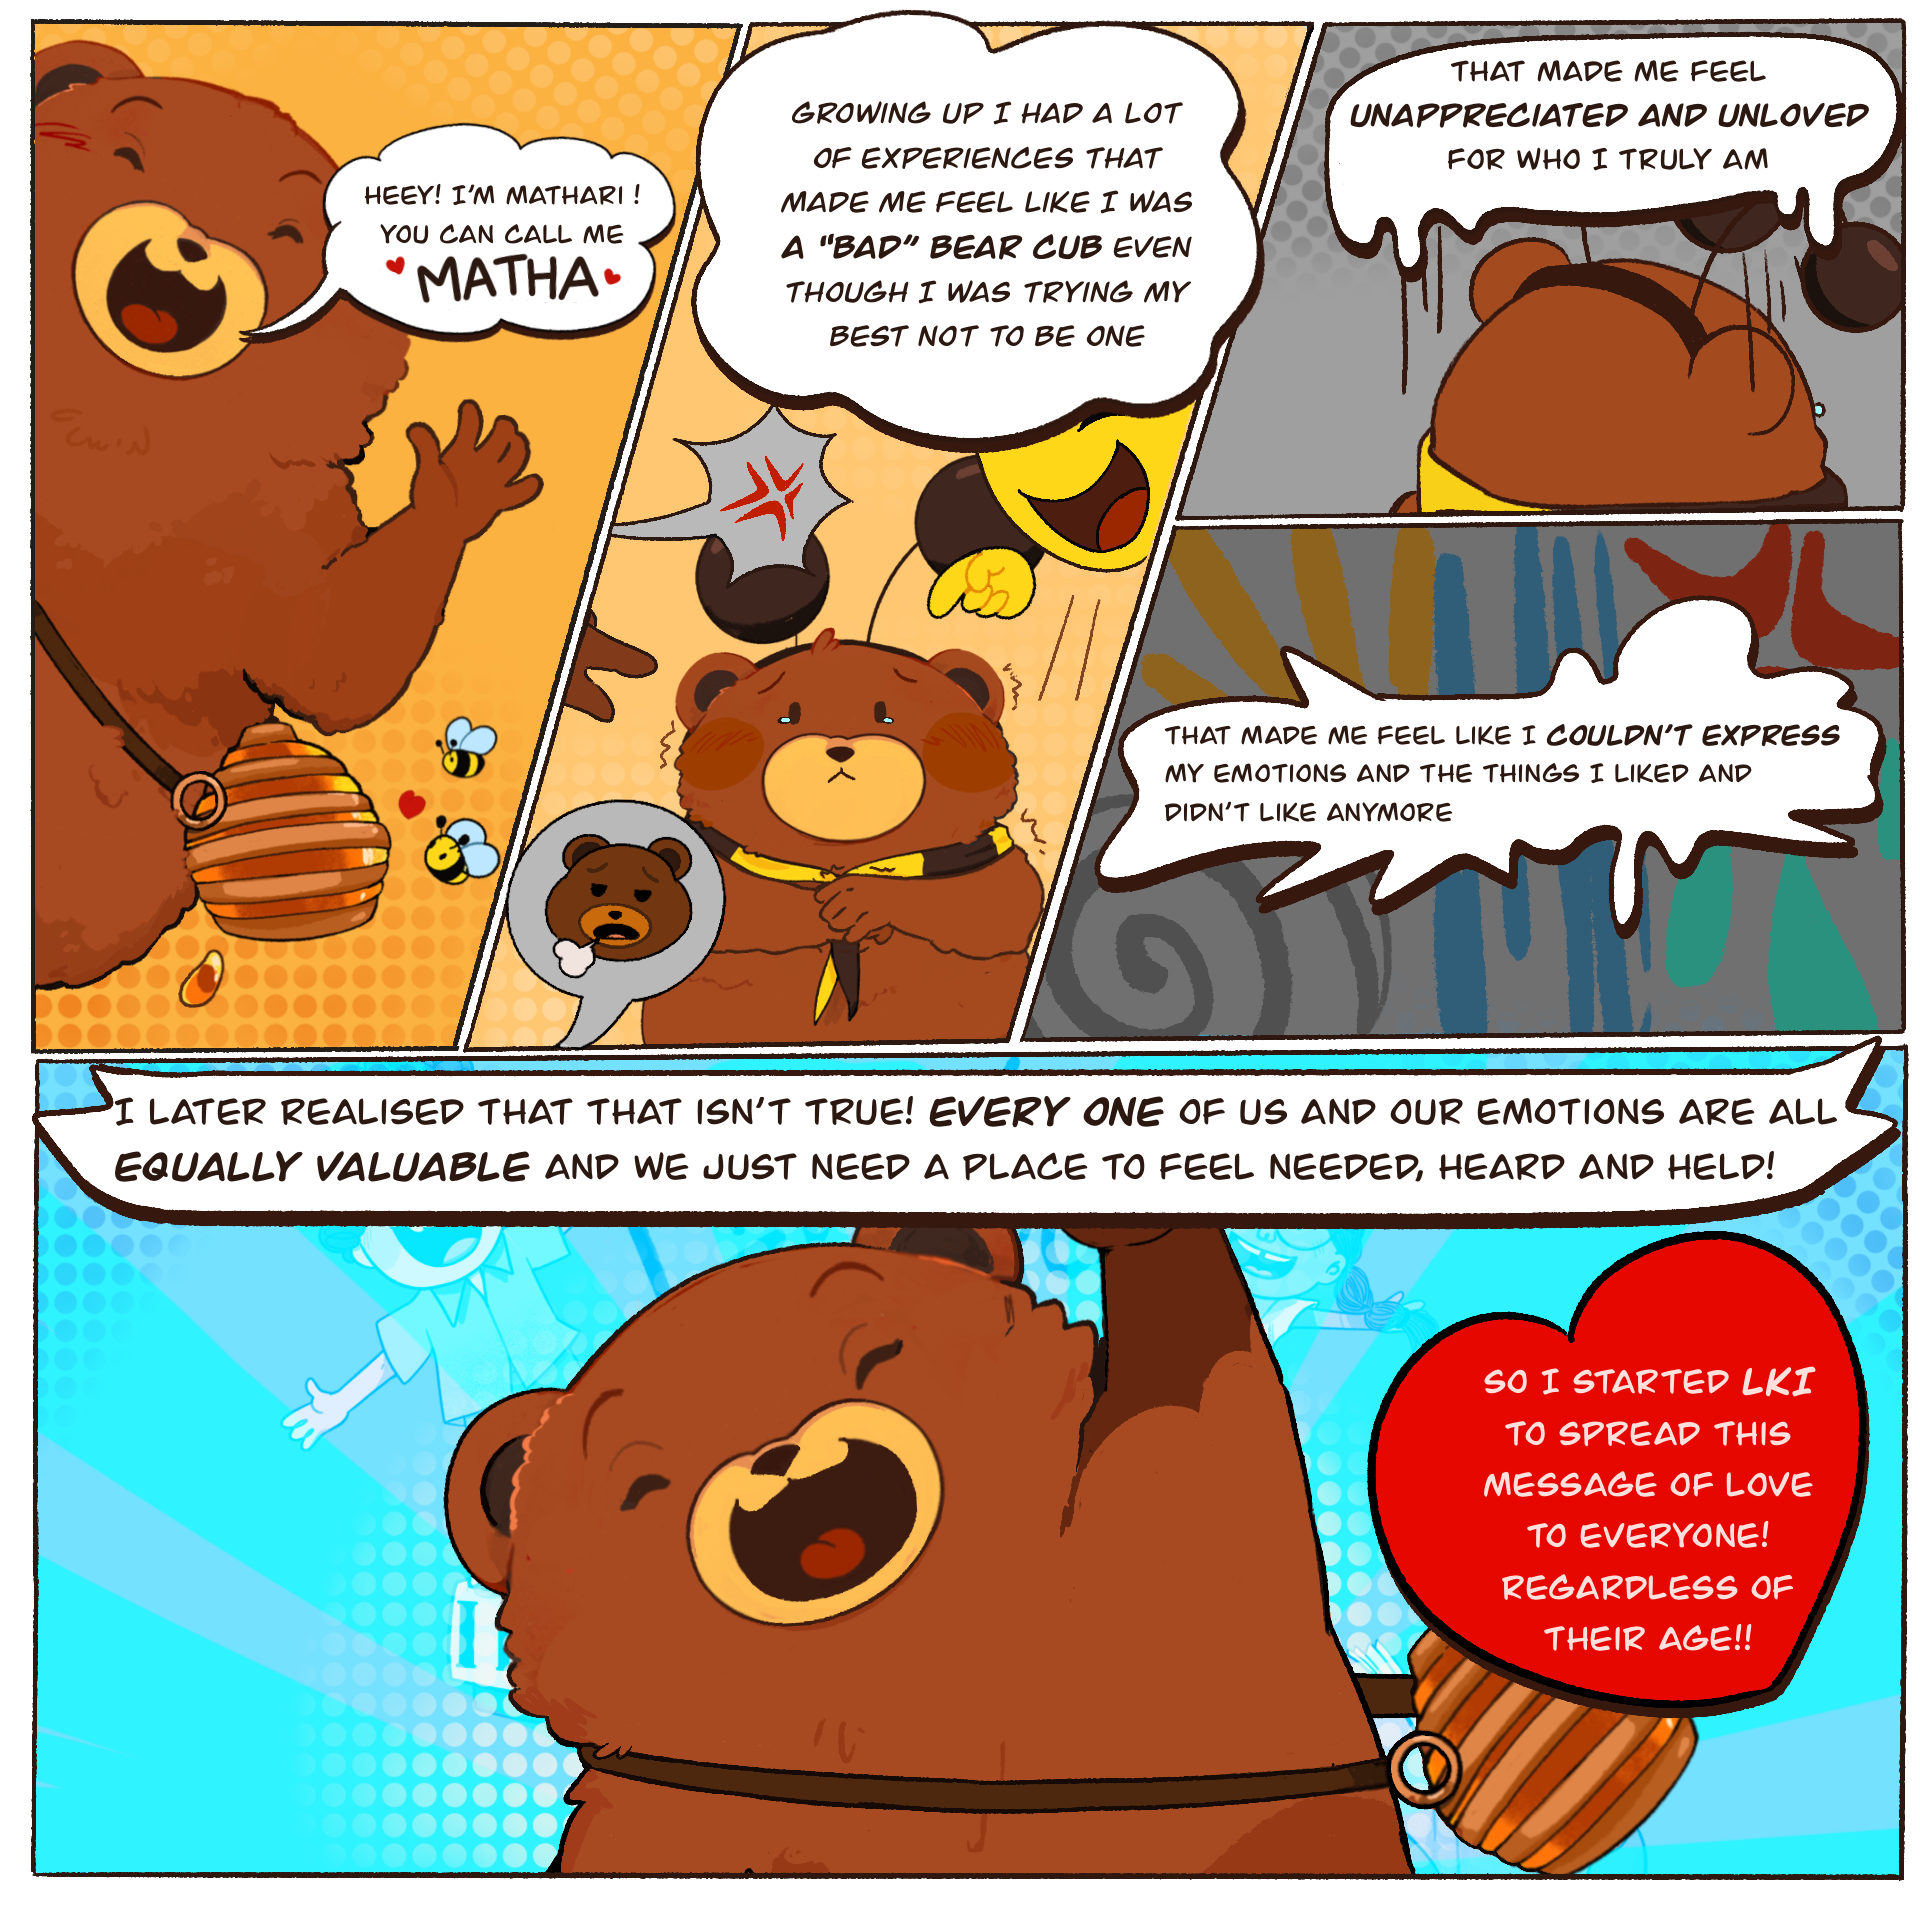 HEEY! I'M MATHARI !
YOU CAN CALL ME
MATHA
GROWING UP I HAD A LOT
OF EXPERIENCES THAT
MADE ME FEEL LIKE I WAS
A "BAD" BEAR CUB EVEN
THOUGH I WAS TRYING MY
BEST NOT TO BE ONE
THAT MADE ME FEEL
UNAPPRECIATED AND UNLOVED
FOR WHO I TRULY AM
THAT MADE ME FEEL LIKE I COULDN'T EXPRESS
MY EMOTIONS AND THE THINGS I LIKED AND
DIDN'T LIKE ANYMORE
I LATER REALISED THAT THAT ISN'T TRUE! EVERY ONE OF US AND OUR EMOTIONS ARE ALL
EQUALLY VALUABLE AND WE JUST NEED A PLACE TO FEEL NEEDED, HEARD AND HELD!
SO I STARTED LKI
TO SPREAD THIS
MESSAGE OF LOVE
TO EVERYONE!
REGARDLESS OF
THEIR AGE!!